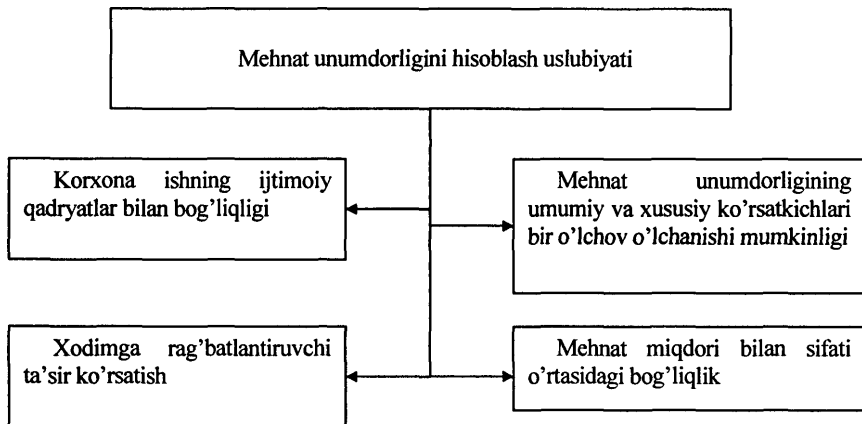 Mehnat unumdorligini hisoblash uslubiyati
Korxona ishning ijtimoiy
qadryatlar bilan bog'liqligi
Mehnat unumdorligining
umumiy va xususiy ko'rsatkichlari
bir o'lchov o'lchanishi mumkinligi
Xodimga rag'batlantiruvchi
ta'sir ko'rsatish
Mehnat miqdori bilan sifati
o'rtasidagi bog'liqlik